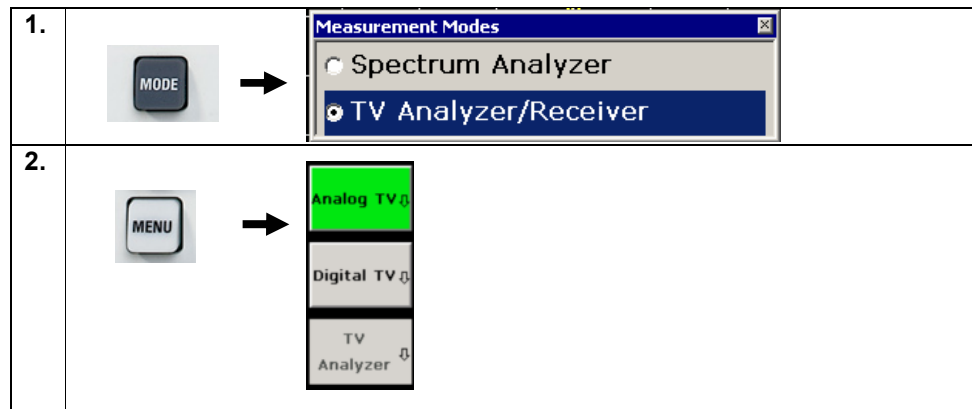 1.
MODE
Measurement Modes
Spectrum Analyzer
TV Analyzer/Receiver
2.
MENU
Analog TV
Digital TV
TV
Analyzer